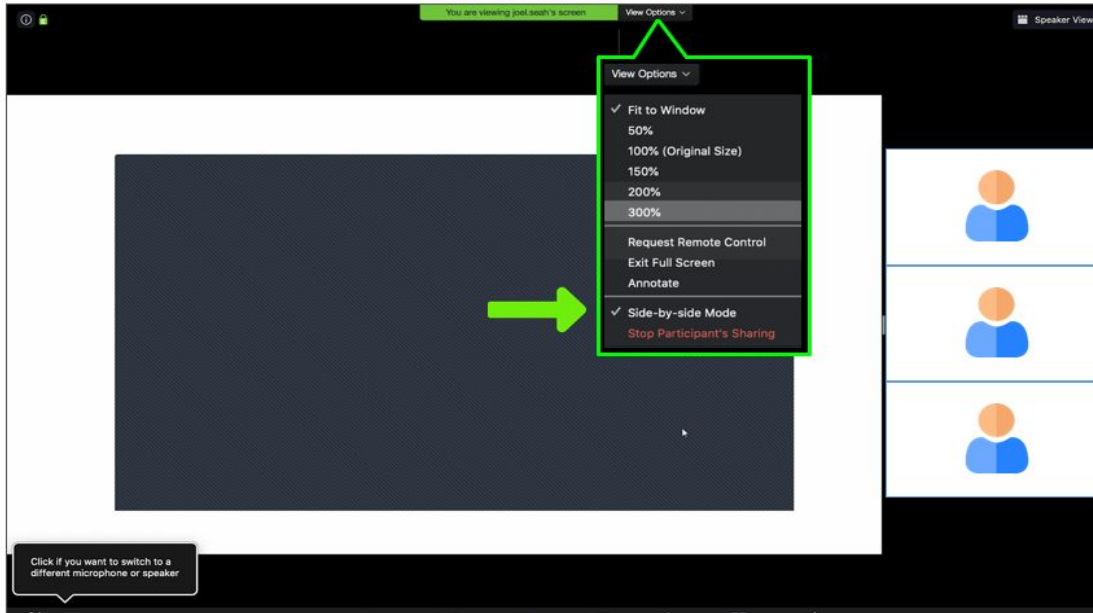 You are viewing joel.seah's screen
View Options
Speaker View
View Options
Fit to Window
50%
100% (Original Size)
150%
200%
300%
Request Remote Control
Exit Full Screen
Annotate
Side-by-side Mode
Stop Participant's Sharing
Click if you want to switch to a
different microphone or speaker